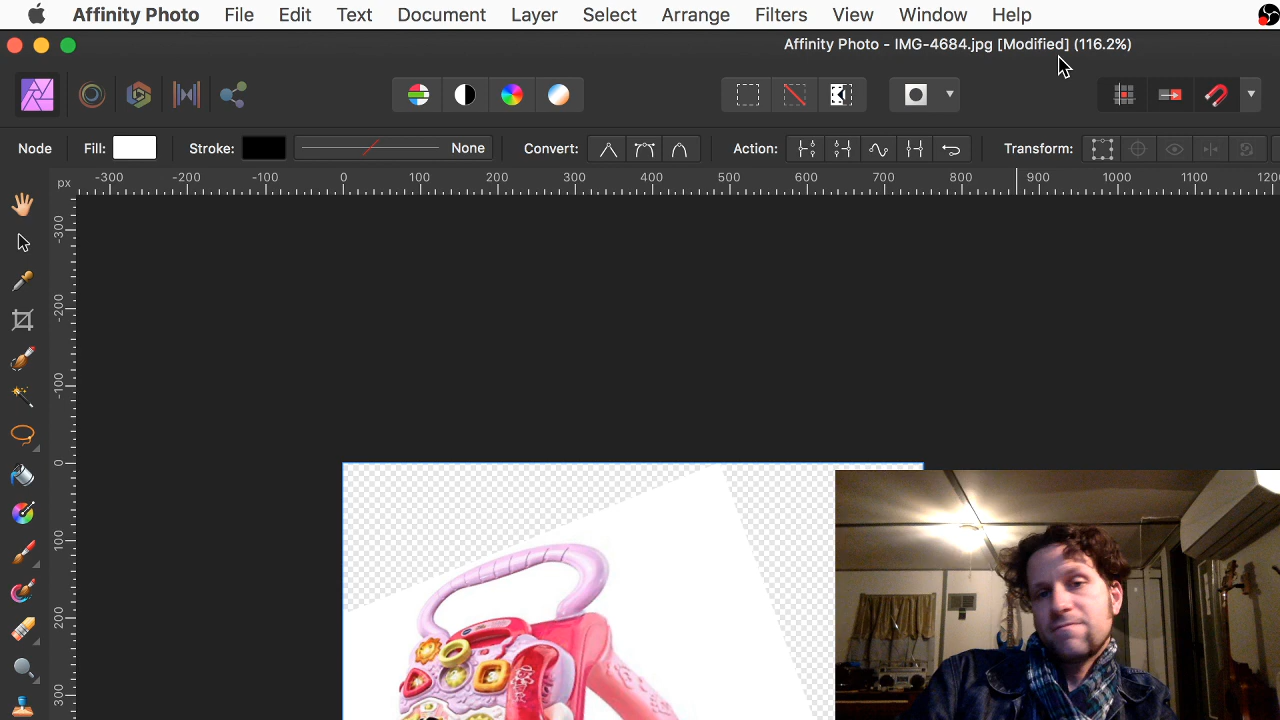 Affinity Photo File Edit Text Document Layer Select Arrange Filters View Window Help
Affinity Photo - IMG-4684.jpg [Modified] (116.2%)
Node Fill: Stroke: None Convert: Action: Transform:
px -300 -200 -100 0 100 200 300 400 500 600 700 800 900 1000 1100 120
-300
-200
-100
0
100
200
300